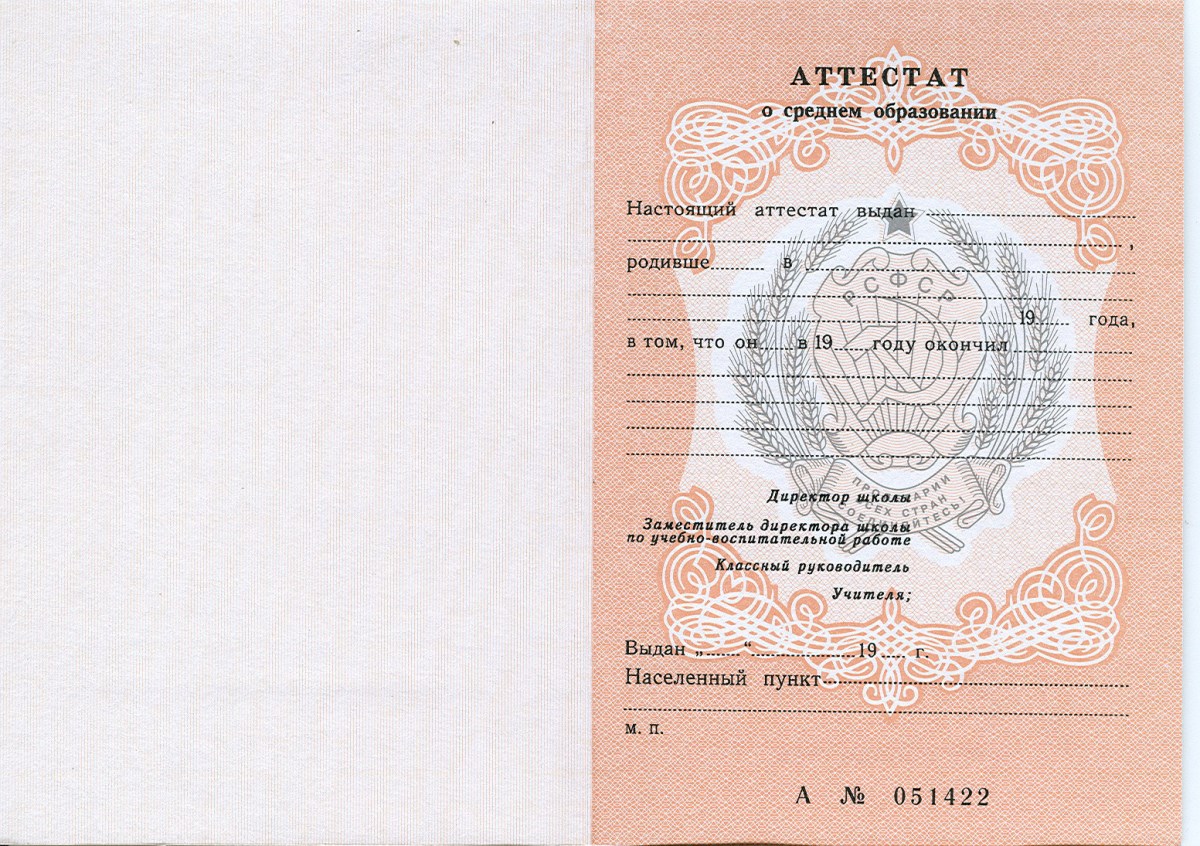 АТТЕСТАТ
о среднем образовании
Настоящий аттестат выдан
,
родивше в
РСФСР
19 года,
в том, что он в 19 году окончил
ПРОЛЕТАРИИ
ВСЕХ СТРАН,
СОЕДИНЯЙТЕСЬ!
Директор школы
Заместитель директора школы
по учебно-воспитательной работе
Классный руководитель
Учителя;
Выдан „ “ 19 г.
Населенный пункт
м. п.
А № 051422